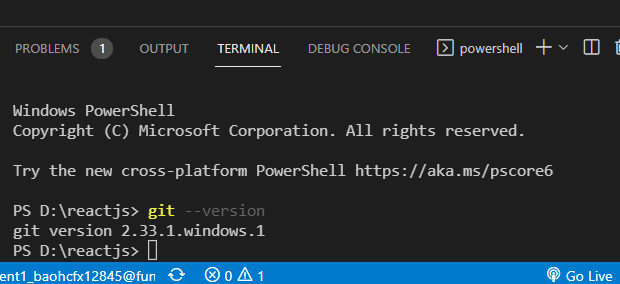 PROBLEMS 1 OUTPUT TERMINAL DEBUG CONSOLE powershell
Windows PowerShell
Copyright (C) Microsoft Corporation. All rights reserved.
Try the new cross-platform PowerShell https://aka.ms/pscore6
PS D:\reactjs> git --version
git version 2.33.1.windows.1
PS D:\reactjs>
ent1_baohcfx12845@fun 0 1 Go Live